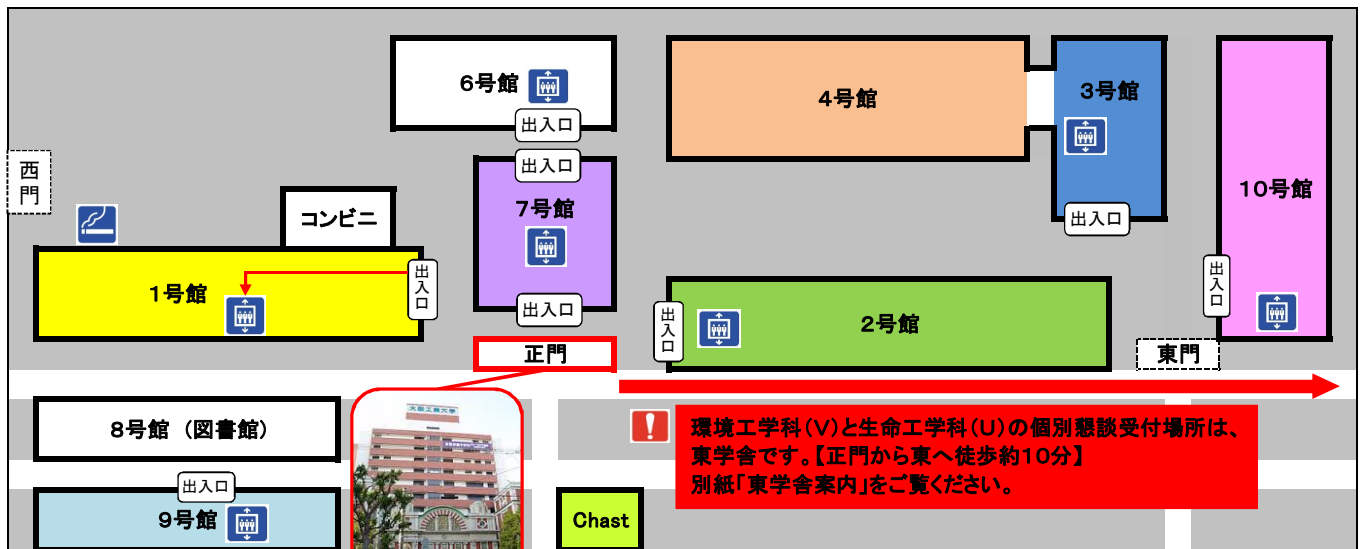 6号館
出入口
4号館
3号館
出入口
10号館
出入口
西門
コンビニ
出入口
7号館
出入口
1号館
出入口
出入口
2号館
正門
東門
8号館（図書館）
大阪工業大学
環境工学科(V)と生命工学科(U)の個別懇談受付場所は、
東学舎です。【正門から東へ徒歩約10分】
別紙「東学舎案内」をご覧ください。
出入口
9号館
Chast